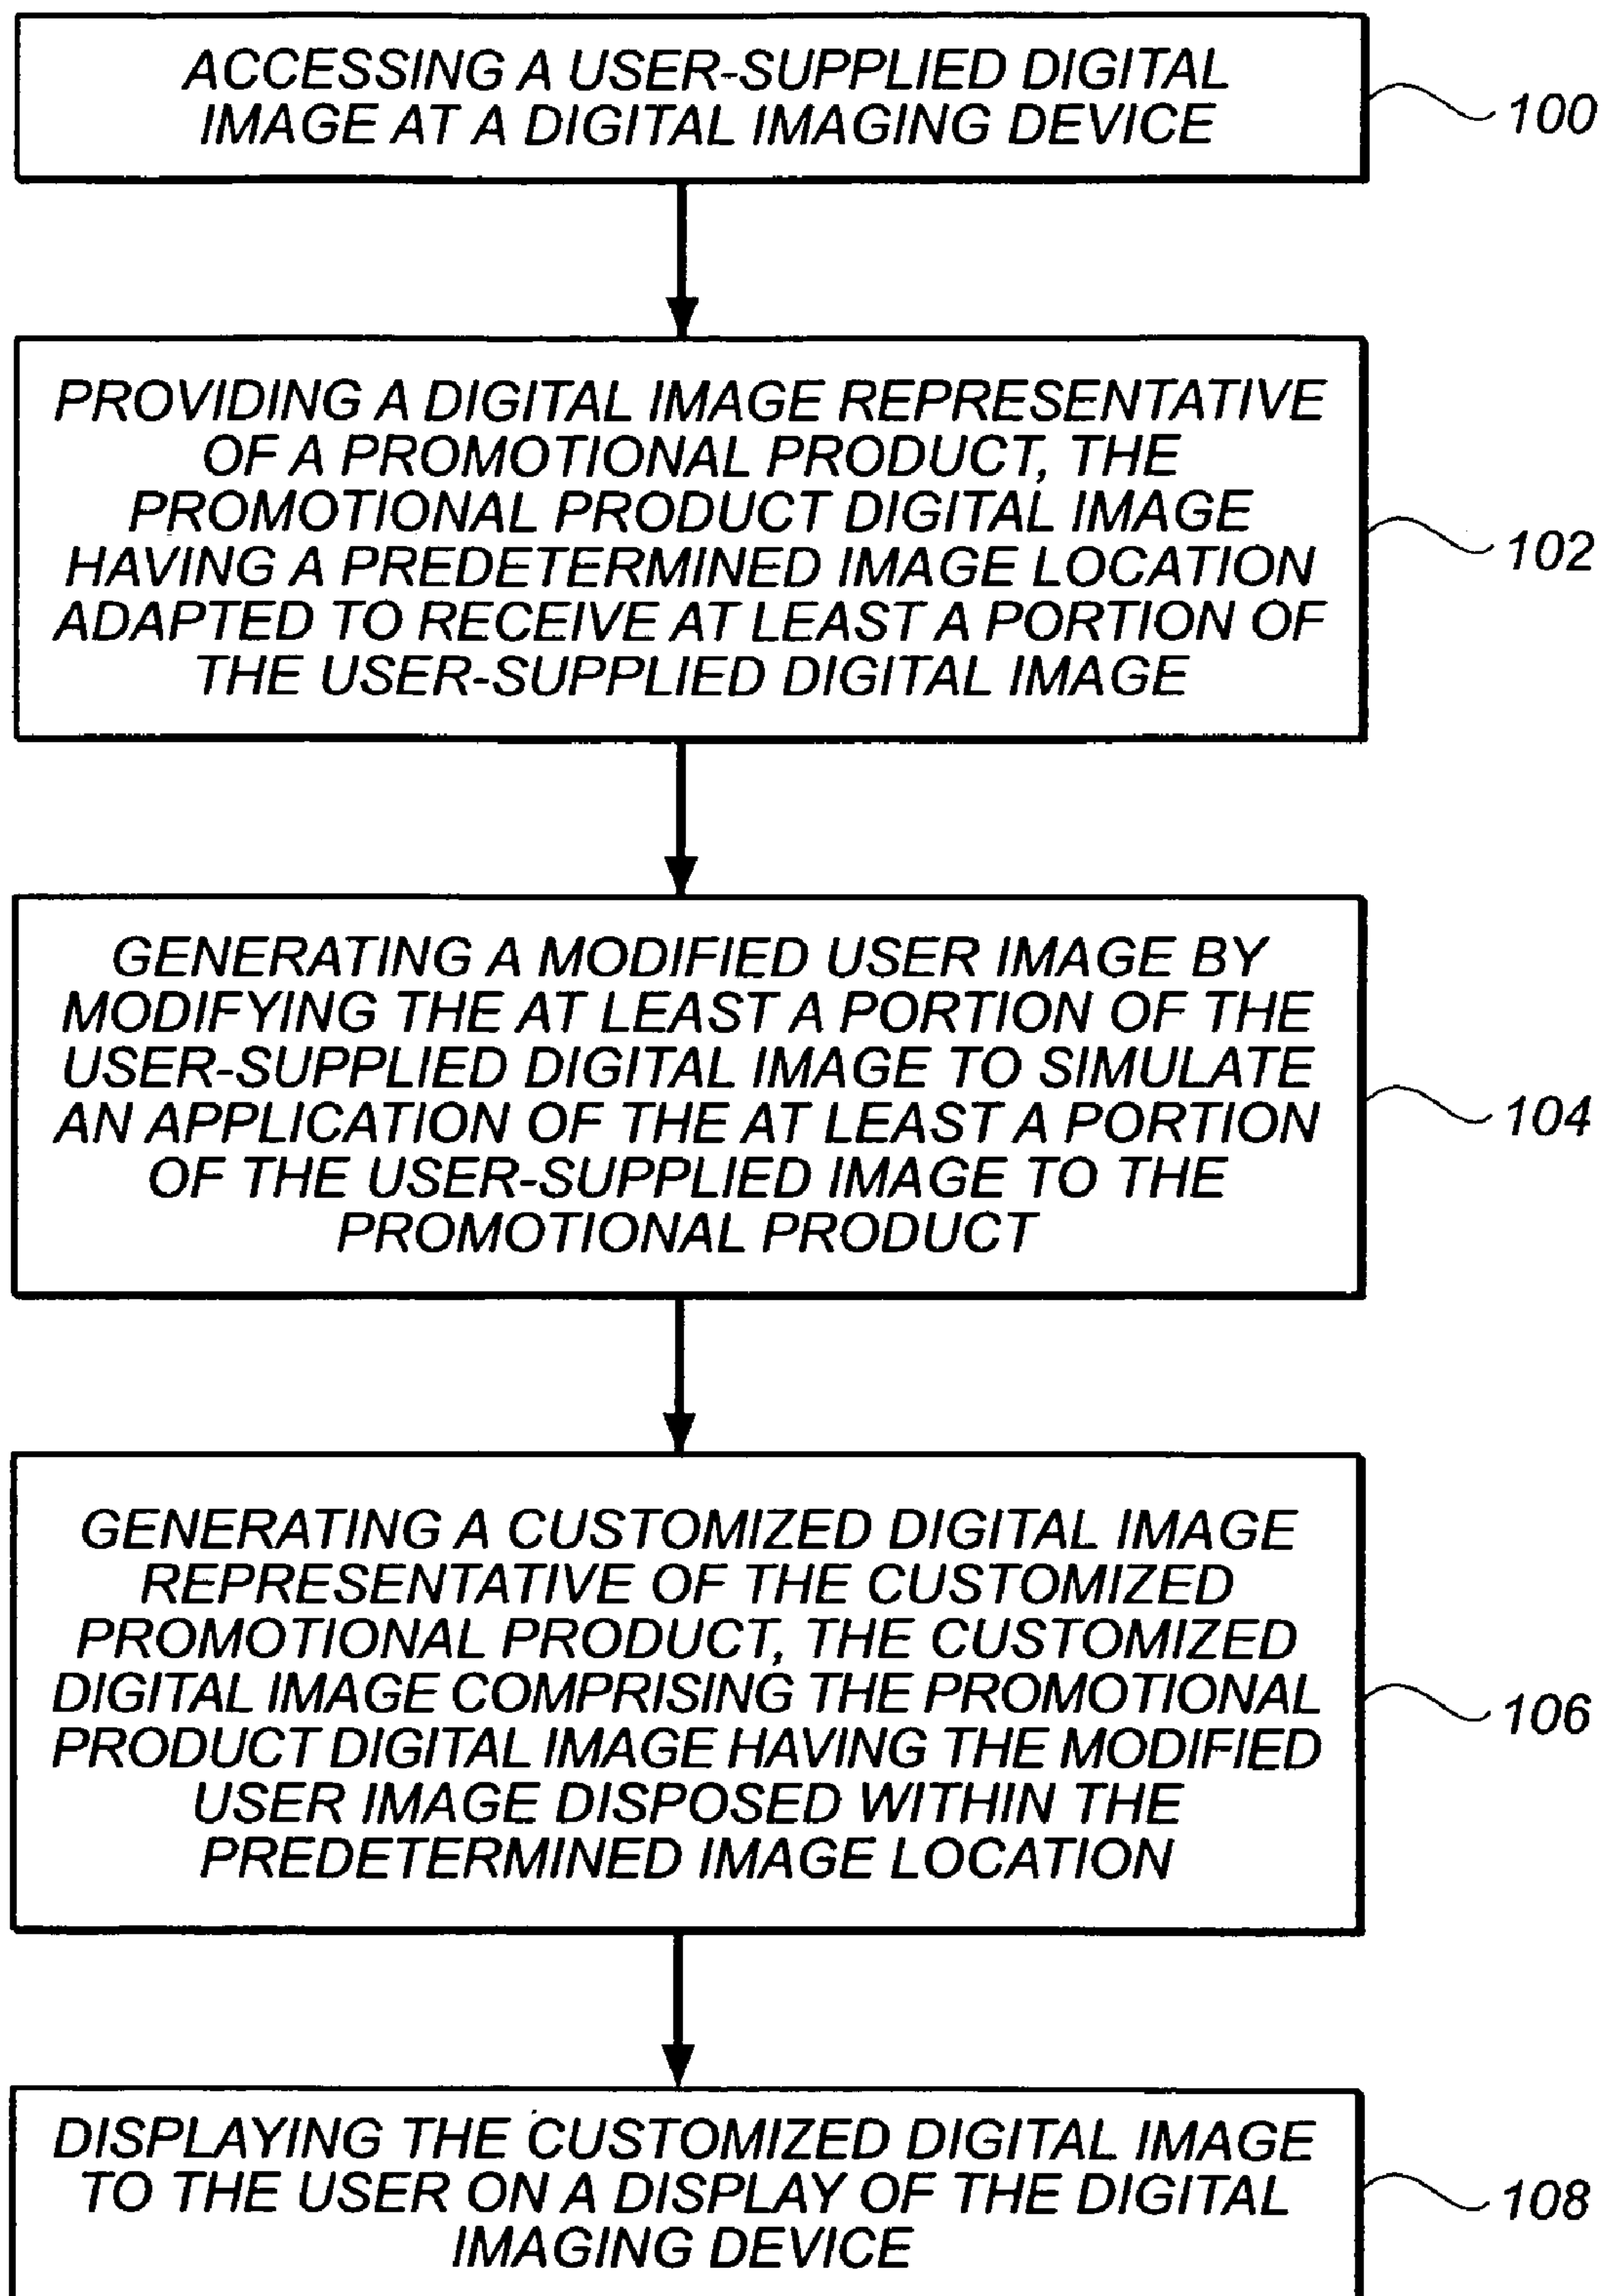 ACCESSING A USER-SUPPLIED DIGITAL
IMAGE AT A DIGITAL IMAGING DEVICE
100
PROVIDING A DIGITAL IMAGE REPRESENTATIVE
OF A PROMOTIONAL PRODUCT, THE
PROMOTIONAL PRODUCT DIGITAL IMAGE
HAVING A PREDETERMINED IMAGE LOCATION
ADAPTED TO RECEIVE AT LEAST A PORTION OF
THE USER-SUPPLIED DIGITAL IMAGE
102
GENERATING A MODIFIED USER IMAGE BY
MODIFYING THE AT LEAST A PORTION OF THE
USER-SUPPLIED DIGITAL IMAGE TO SIMULATE
AN APPLICATION OF THE AT LEAST A PORTION
OF THE USER-SUPPLIED IMAGE TO THE
PROMOTIONAL PRODUCT
104
GENERATING A CUSTOMIZED DIGITAL IMAGE
REPRESENTATIVE OF THE CUSTOMIZED
PROMOTIONAL PRODUCT, THE CUSTOMIZED
DIGITAL IMAGE COMPRISING THE PROMOTIONAL
PRODUCT DIGITAL IMAGE HAVING THE MODIFIED
USER IMAGE DISPOSED WITHIN THE
PREDETERMINED IMAGE LOCATION
106
DISPLAYING THE CUSTOMIZED DIGITAL IMAGE
TO THE USER ON A DISPLAY OF THE DIGITAL
IMAGING DEVICE
108